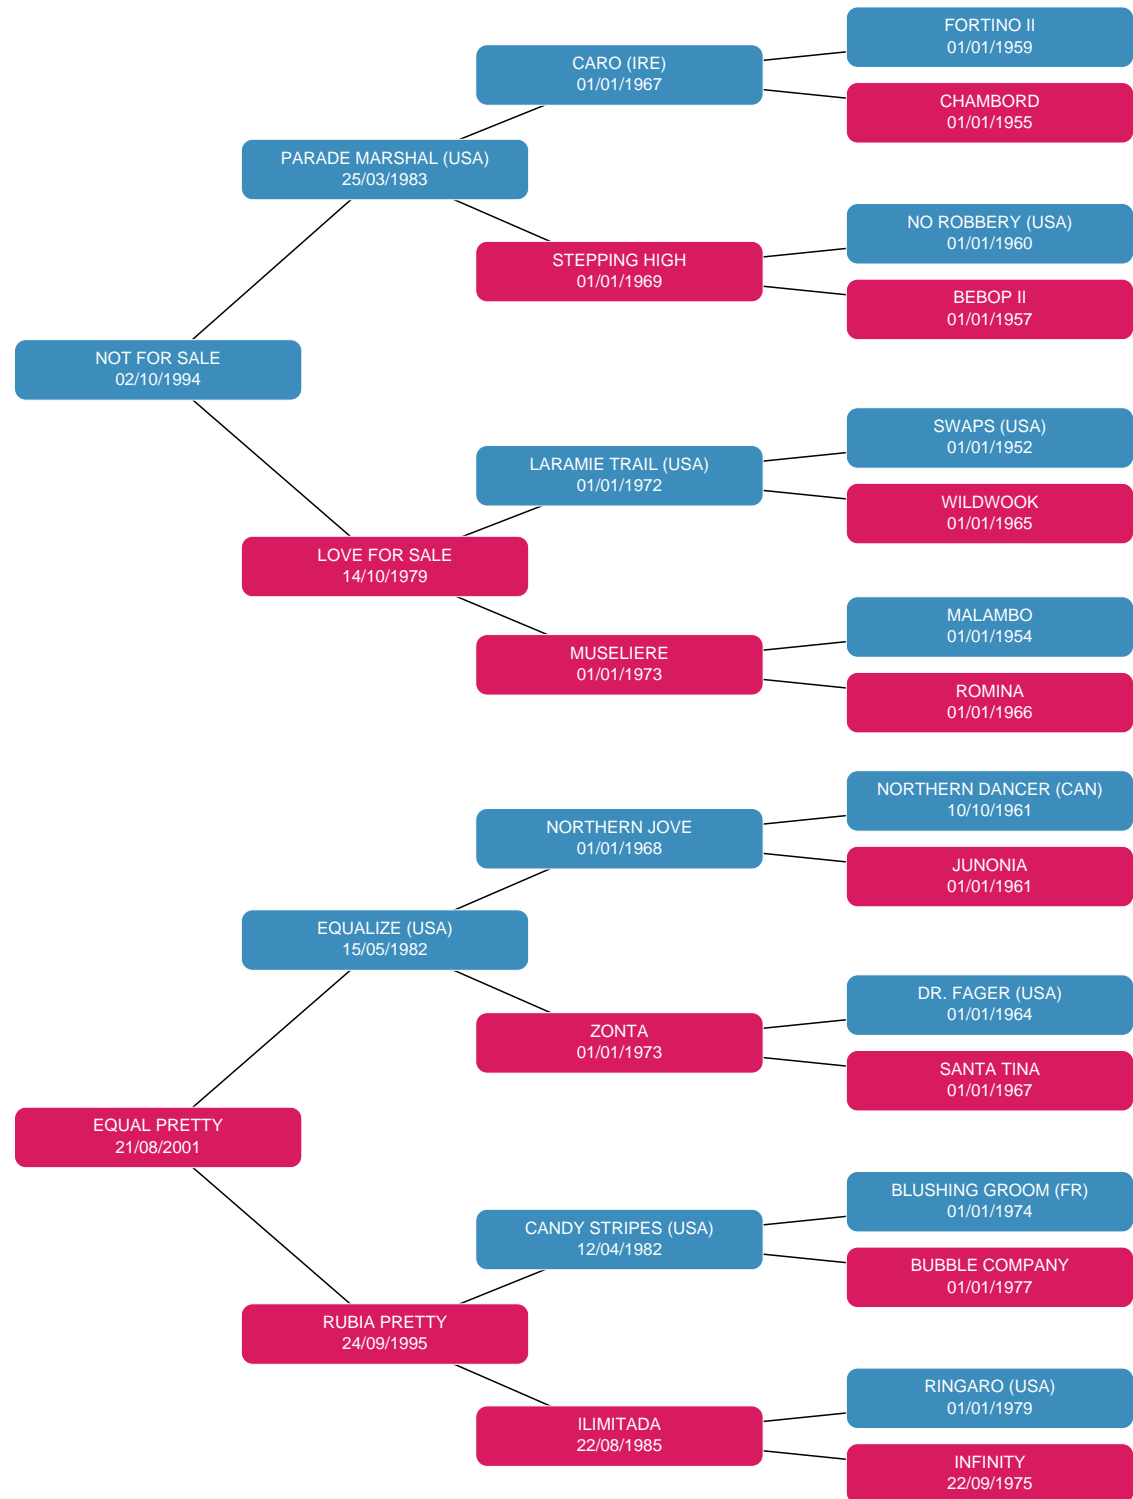 FORTINO II
01/01/1959
CARO (IRE)
01/01/1967
CHAMBORD
01/01/1955
PARADE MARSHAL (USA)
25/03/1983
NO ROBBERY (USA)
01/01/1960
STEPPING HIGH
01/01/1969
BEBOP II
01/01/1957
NOT FOR SALE
02/10/1994
SWAPS (USA)
01/01/1952
LARAMIE TRAIL (USA)
01/01/1972
WILDWOOK
01/01/1965
LOVE FOR SALE
14/10/1979
MALAMBO
01/01/1954
MUSELIERE
01/01/1973
ROMINA
01/01/1966
NORTHERN DANCER (CAN)
10/10/1961
NORTHERN JOVE
01/01/1968
JUNONIA
01/01/1961
EQUALIZE (USA)
15/05/1982
DR. FAGER (USA)
01/01/1964
ZONTA
01/01/1973
SANTA TINA
01/01/1967
EQUAL PRETTY
21/08/2001
BLUSHING GROOM (FR)
01/01/1974
CANDY STRIPES (USA)
12/04/1982
BUBBLE COMPANY
01/01/1977
RUBIA PRETTY
24/09/1995
RINGARO (USA)
01/01/1979
ILIMITADA
22/08/1985
INFINITY
22/09/1975